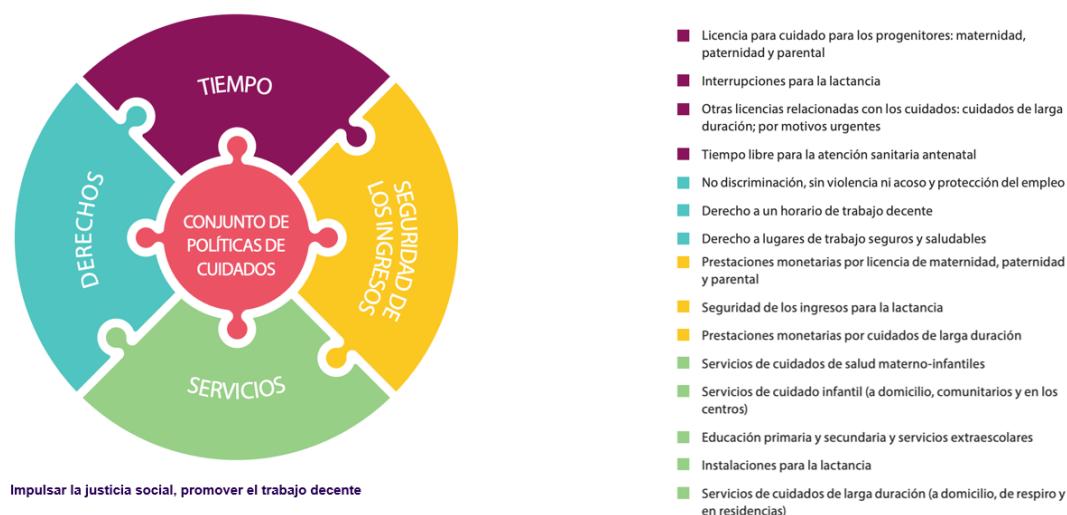 TIEMPO
DERECHOS
SEGURIDAD DE
LOS INGRESOS
CONJUNTO DE
POLÍTICAS DE
CUIDADOS
SERVICIOS
Impulsar la justicia social, promover el trabajo decente
Licencia para cuidado para los progenitores: maternidad,
paternidad y parental
Interrupciones para la lactancia
Otras licencias relacionadas con los cuidados: cuidados de larga
duración; por motivos urgentes
Tiempo libre para la atención sanitaria antenatal
No discriminación, sin violencia ni acoso y protección del empleo
Derecho a un horario de trabajo decente
Derecho a lugares de trabajo seguros y saludables
Prestaciones monetarias por licencia de maternidad, paternidad
y parental
Seguridad de los ingresos para la lactancia
Prestaciones monetarias por cuidados de larga duración
Servicios de cuidados de salud materno-infantiles
Servicios de cuidado infantil (a domicilio, comunitarios y en los
centros)
Educación primaria y secundaria y servicios extraescolares
Instalaciones para la lactancia
Servicios de cuidados de larga duración (a domicilio, de respiro y
en residencias)